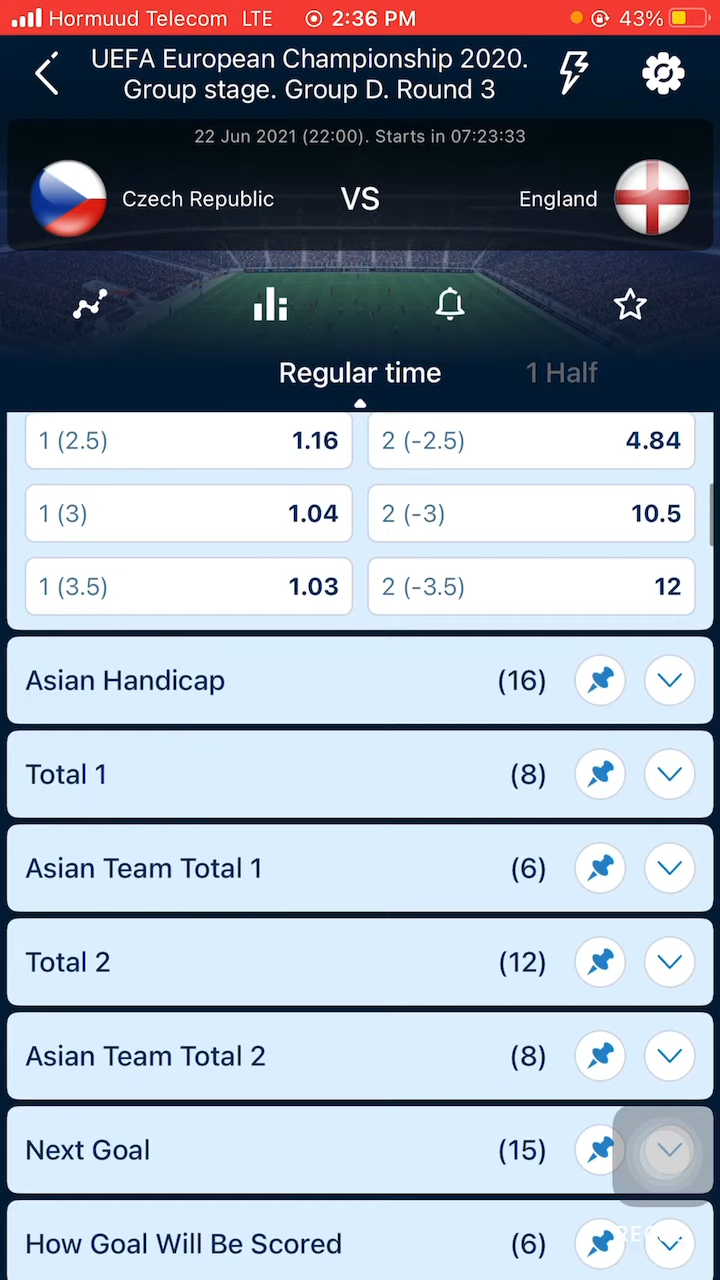 Hormuud Telecom LTE 2:36 PM 43%
UEFA European Championship 2020.
Group stage. Group D. Round 3
22 Jun 2021 (22:00). Starts in 07:23:33
Czech Republic VS England
Regular time 1 Half
1 (2.5) 1.16 2 (-2.5) 4.84
1 (3) 1.04 2 (-3) 10.5
1 (3.5) 1.03 2 (-3.5) 12
Asian Handicap (16)
Total 1 (8)
Asian Team Total 1 (6)
Total 2 (12)
Asian Team Total 2 (8)
Next Goal (15)
How Goal Will Be Scored (6)